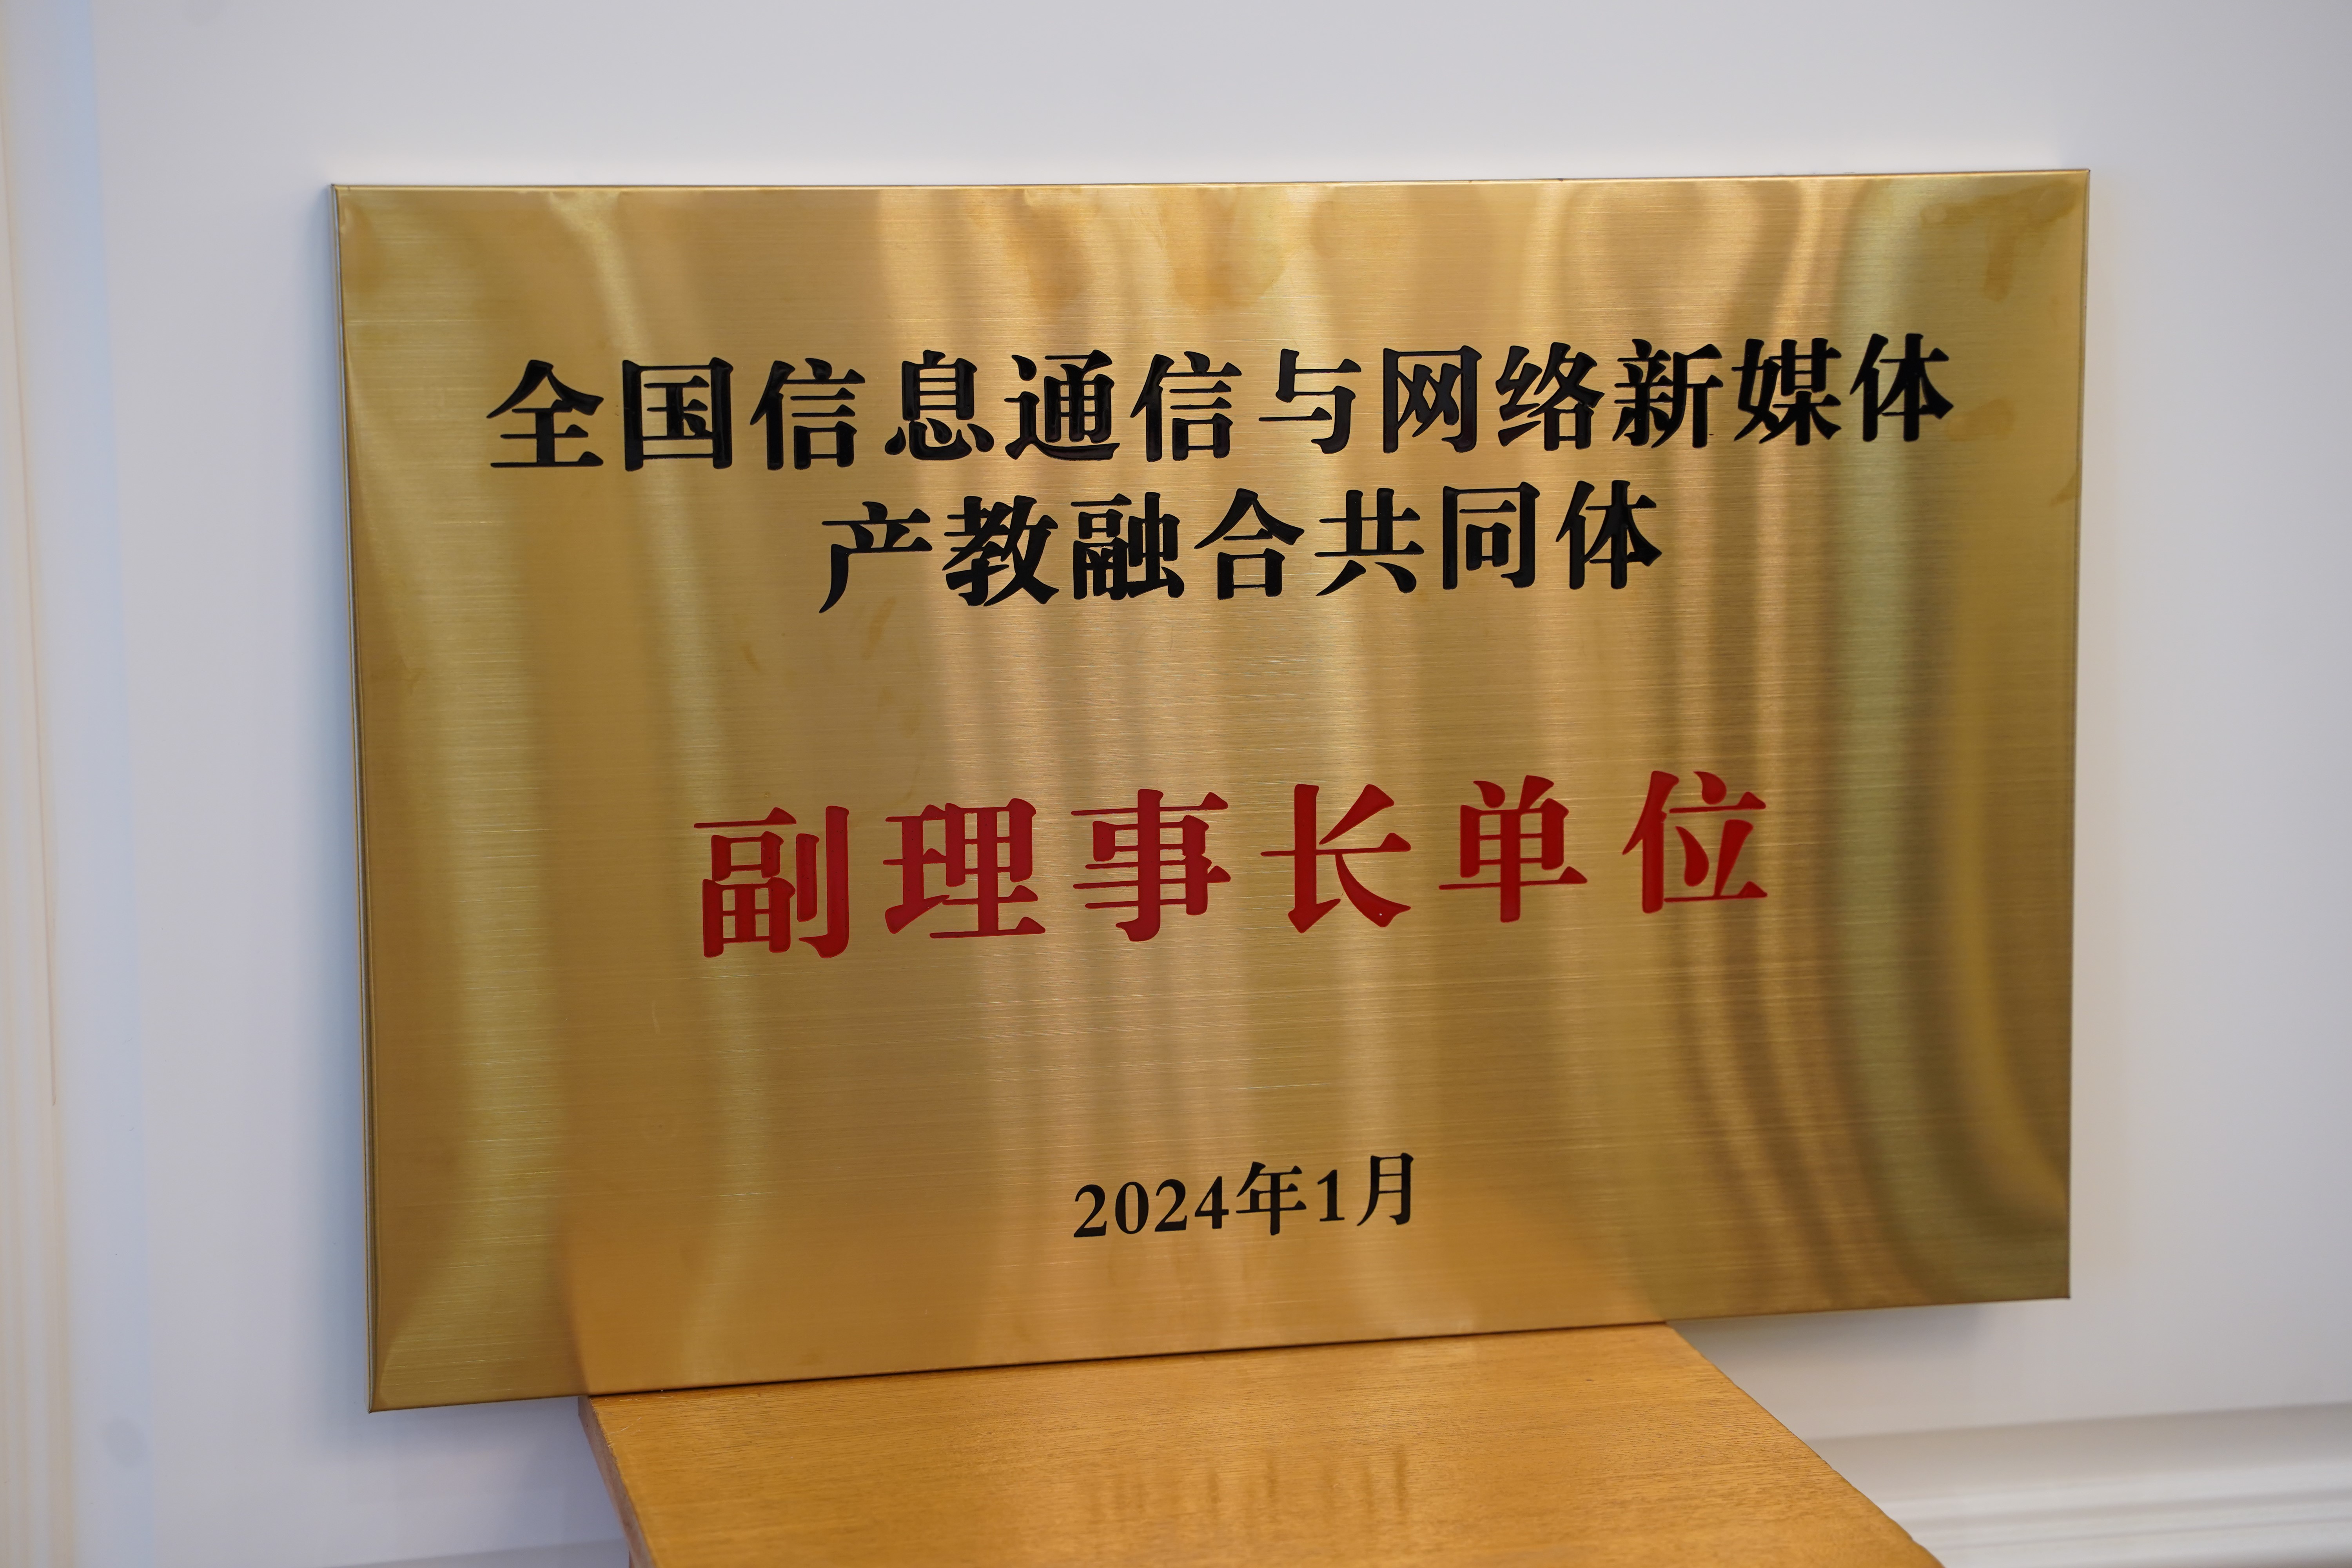 全国信息通信与网络新媒体
产教融合共同体
副理事长单位
2024年1月